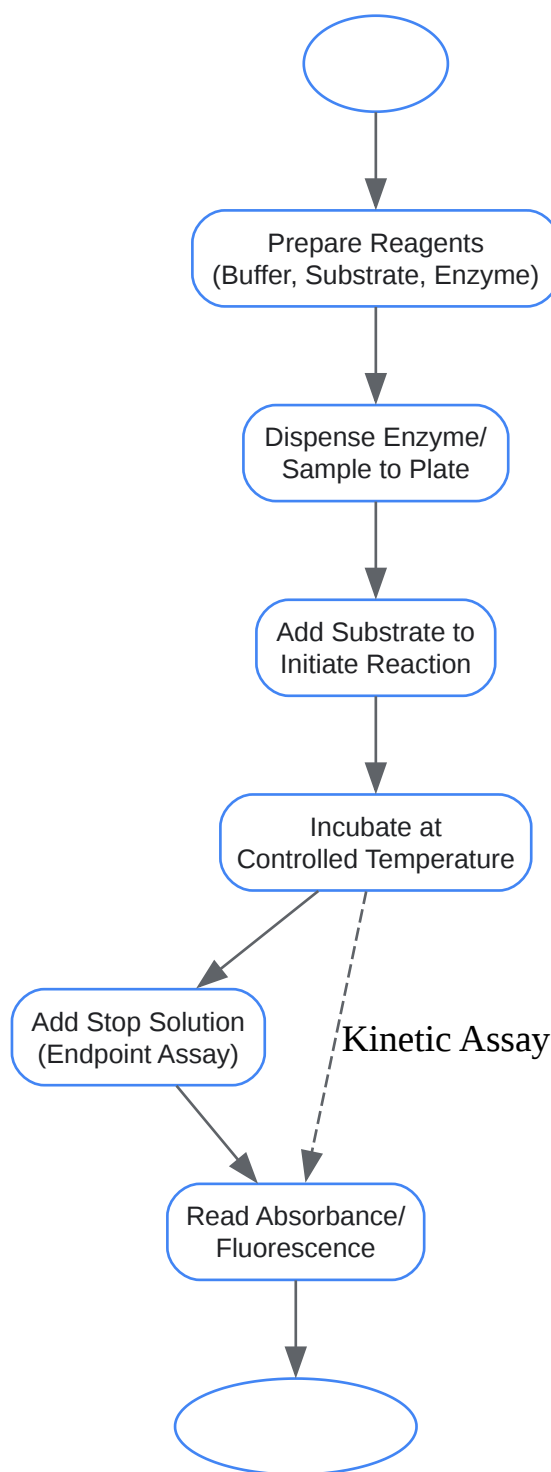 Prepare Reagents
(Buffer, Substrate, Enzyme)
Dispense Enzyme/
Sample to Plate
Add Substrate to
Initiate Reaction
Incubate at
Controlled Temperature
Add Stop Solution
(Endpoint Assay)
Kinetic Assay
Read Absorbance/
Fluorescence